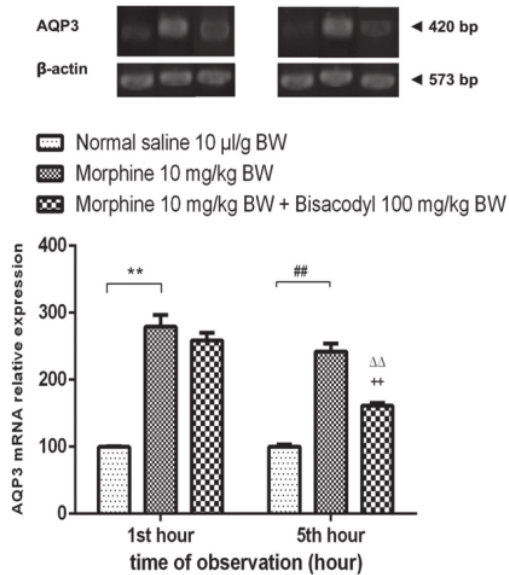 AQP3
◄ 420 bp
β-actin
◄ 573 bp
Normal saline 10 µl/g BW
Morphine 10 mg/kg BW
Morphine 10 mg/kg BW + Bisacodyl 100 mg/kg BW
AQP3 mRNA relative expression
400
300
200
100
0
**
##
ΔΔ
‡‡
1st hour
5th hour
time of observation (hour)